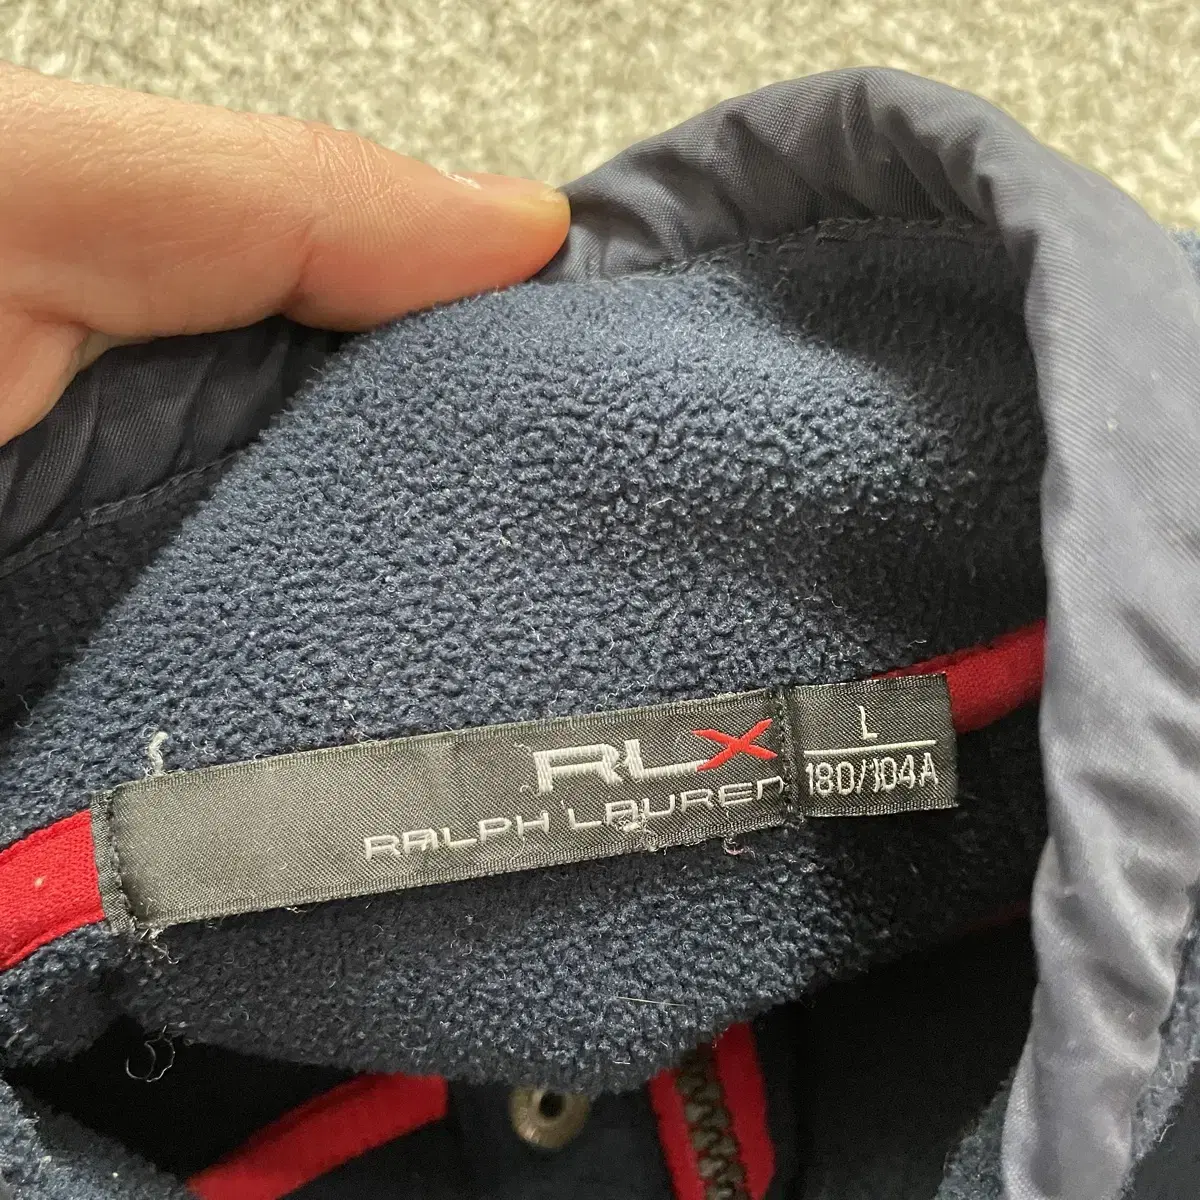 RLX
RALPH LAUREN
L
180/104A